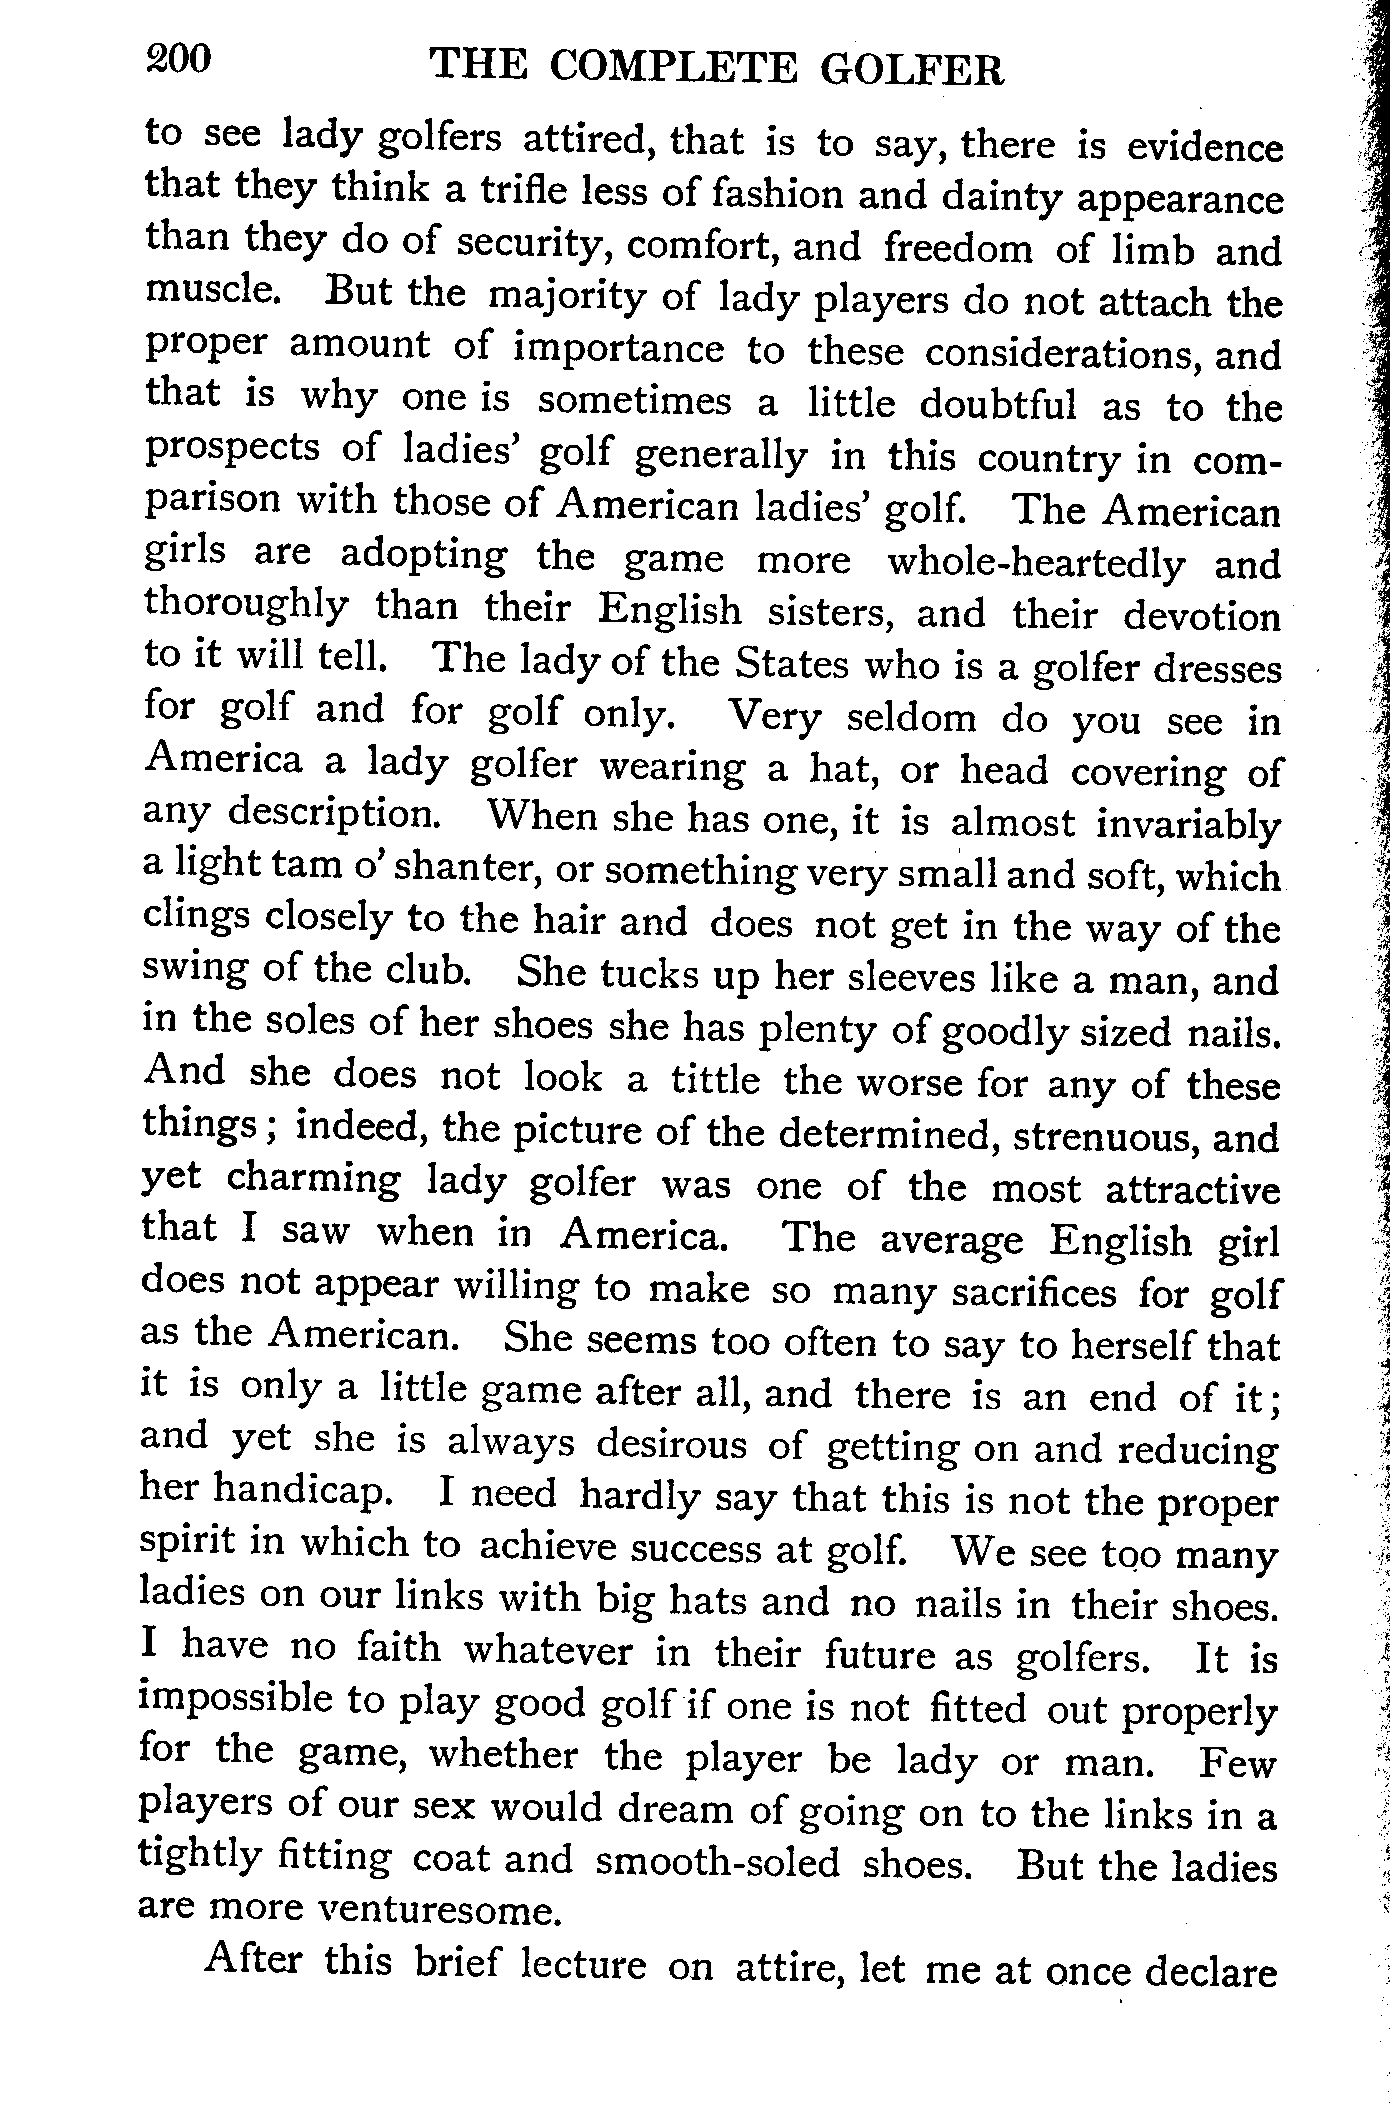 200 THE COMPLETE GOLFER
to see lady golfers attired, that is to say, there is evidence
that they think a trifle less of fashion and dainty appearance
than they do of security, comfort, and freedom of limb and
muscle. But the majority of lady players do not attach the
proper amount of importance to these considerations, and
that is why one is sometimes a little doubtful as to the
prospects of ladies’ golf generally in this country in com-
parison with those of American ladies’ golf. The American
girls are adopting the game more whole-heartedly and
thoroughly than their English sisters, and their devotion
to it will tell. The lady of the States who is a golfer dresses
for golf and for golf only. Very seldom do you see in
America a lady golfer wearing a hat, or head covering of
any description. When she has one, it is almost invariably
a light tam o’ shanter, or something very small and soft, which
clings closely to the hair and does not get in the way of the
swing of the club. She tucks up her sleeves like a man, and
in the soles of her shoes she has plenty of goodly sized nails.
And she does not look a tittle the worse for any of these
things; indeed, the picture of the determined, strenuous, and
yet charming lady golfer was one of the most attractive
that I saw when in America. The average English girl
does not appear willing to make so many sacrifices for golf
as the American. She seems too often to say to herself that
it is only a little game after all, and there is an end of it;
and yet she is always desirous of getting on and reducing
her handicap. I need hardly say that this is not the proper
spirit in which to achieve success at golf. We see too many
ladies on our links with big hats and no nails in their shoes.
I have no faith whatever in their future as golfers. It is
impossible to play good golf if one is not fitted out properly
for the game, whether the player be lady or man. Few
players of our sex would dream of going on to the links in a
tightly fitting coat and smooth-soled shoes. But the ladies
are more venturesome.
After this brief lecture on attire, let me at once declare